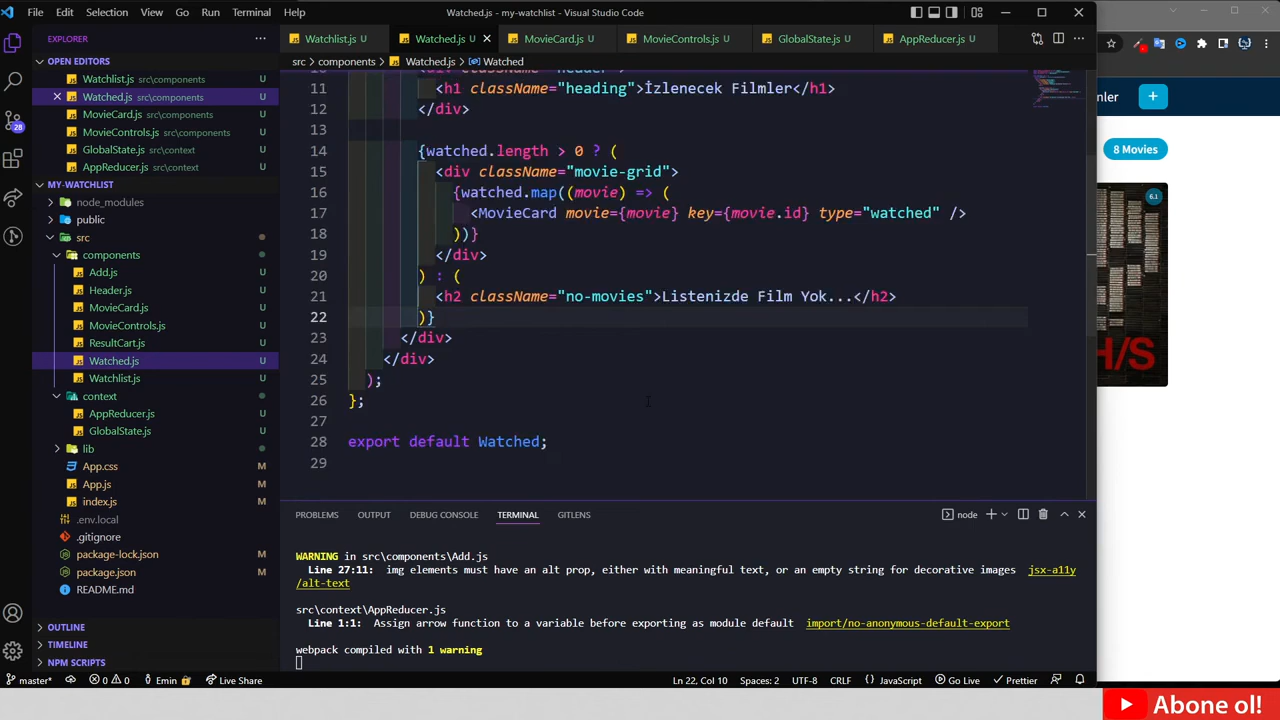 File Edit Selection View Go Run Terminal Help
Watched.js - my-watchlist - Visual Studio Code
EXPLORER
Watchlist.js U
Watched.js U
MovieCard.js U
MovieControls.js U
GlobalState.js U
AppReducer.js U
src > components > Watched.js > Watched
OPEN EDITORS
Watchlist.js src\components U
Watched.js src\components U
MovieCard.js src\components U
MovieControls.js src\components U
GlobalState.js src\context U
AppReducer.js src\context U
MY-WATCHLIST
node_modules
public
src
components
Add.js U
Header.js U
MovieCard.js U
MovieControls.js U
ResultCart.js U
Watched.js U
Watchlist.js U
context
AppReducer.js U
GlobalState.js U
lib
App.css M
App.js M
index.js M
.env.local
.gitignore
package-lock.json M
package.json M
README.md
OUTLINE
TIMELINE
NPM SCRIPTS
28
10 <div className="header">
11 <h1 className="heading">İzlenecek Filmler</h1>
12 </div>
13
14 {watched.length > 0 ? (
15 <div className="movie-grid">
16 {watched.map((movie) => (
17 <MovieCard movie={movie} key={movie.id} type="watched" />
18 ))}
19 </div>
20 ) : (
21 <h2 className="no-movies">Listenizde Film Yok...</h2>
22 )}
23 </div>
24 </div>
25 );
26 };
27
28 export default Watched;
29
PROBLEMS OUTPUT DEBUG CONSOLE TERMINAL GITLENS
node
WARNING in src\components\Add.js
Line 27:11: img elements must have an alt prop, either with meaningful text, or an empty string for decorative images jsx-a11y
/alt-text
src\context\AppReducer.js
Line 1:1: Assign arrow function to a variable before exporting as module default import/no-anonymous-default-export
webpack compiled with 1 warning
master* 0 0 Emin Live Share
Ln 22, Col 10 Spaces: 2 UTF-8 CRLF JavaScript Go Live Prettier
nler +
8 Movies
6.1
H/S
Abone ol!